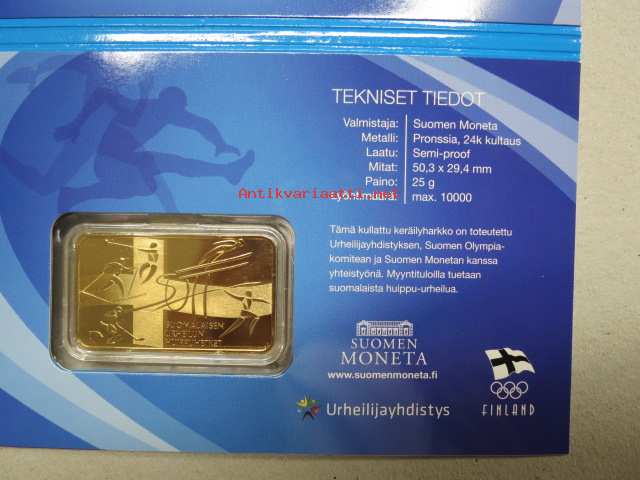 TEKNISET TIEDOT
Valmistaja: Suomen Moneta
Metalli: Pronssia, 24k kultaus
Laatu: Semi-proof
Mitat: 50,3 x 29,4 mm
Paino: 25 g
max. 10000
Antikvariaatti.net
Tämä kullattu keräilyharkko on toteutettu
Urheilijayhdistyksen, Suomen Olympia-
komitean ja Suomen Monetan kanssa
yhteistyönä. Myyntituloilla tuetaan
suomalaista huippu-urheilua.
SUOMALAISEN
URHEILUN
HUIPPUHETKET
SUOMEN
MONETA
www.suomenmoneta.fi
Urheilijayhdistys
FINLAND